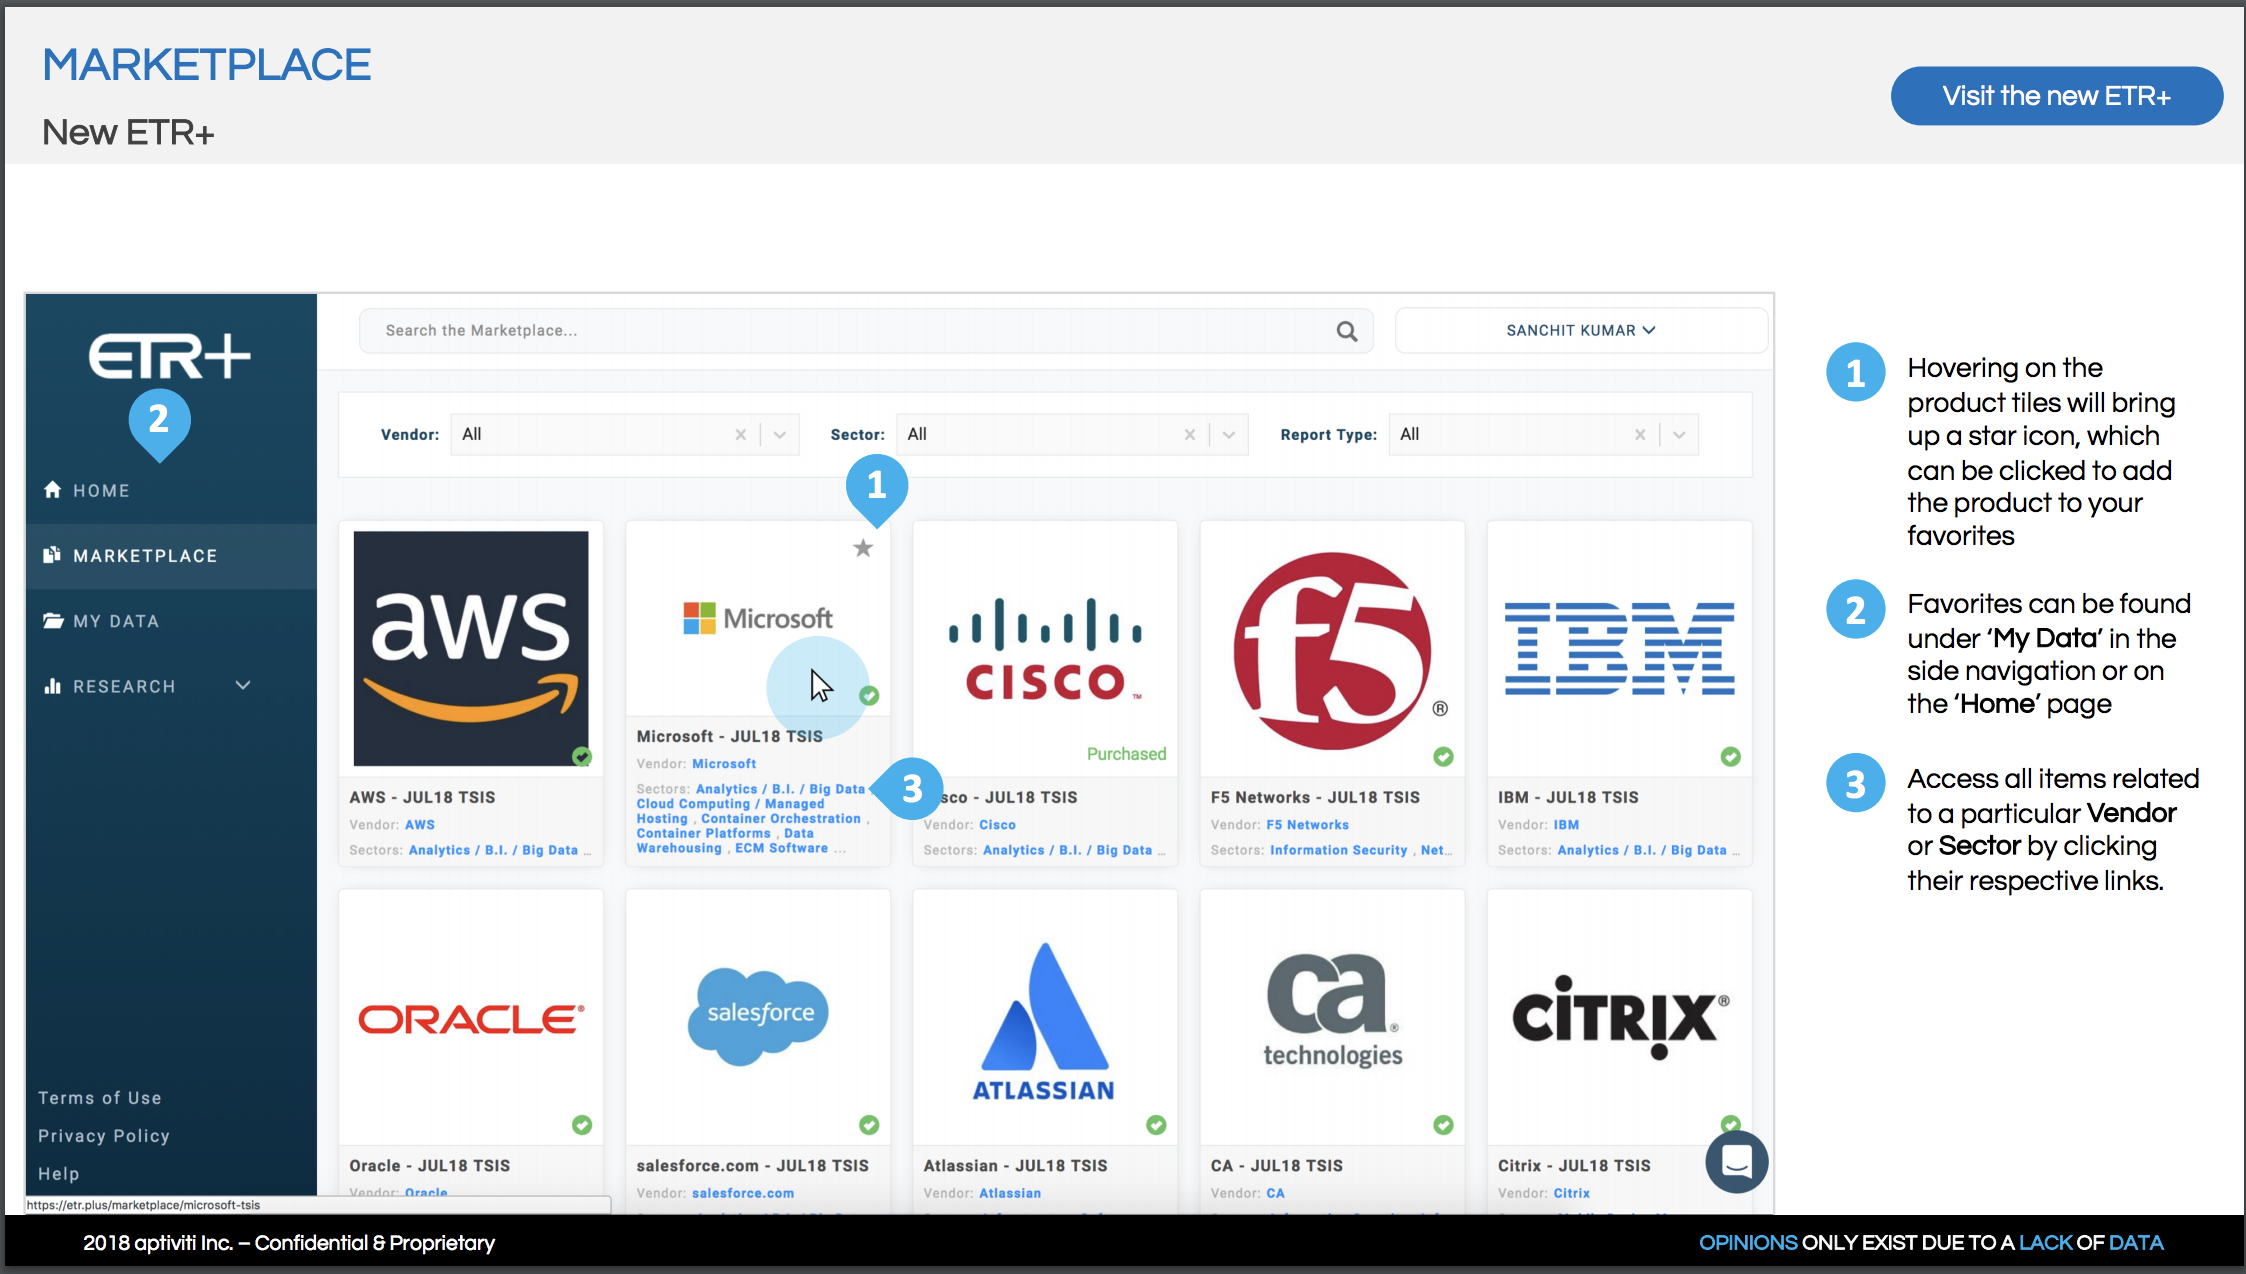 MARKETPLACE
New ETR+
Visit the new ETR+
ETR+
2
HOME
MARKETPLACE
MY DATA
RESEARCH
Terms of Use
Privacy Policy
Help
https://etr.plus/marketplace/microsoft-tsis
Search the Marketplace...
SANCHIT KUMAR
Vendor: All
Sector: All
Report Type: All
1
aws
AWS - JUL18 TSIS
Vendor: AWS
Sectors: Analytics / B.I. / Big Data ...
Microsoft
Microsoft - JUL18 TSIS
Vendor: Microsoft
Sectors: Analytics / B.I. / Big Data
Cloud Computing / Managed
Hosting , Container Orchestration ,
Container Platforms , Data
Warehousing , ECM Software ...
3
CISCO™
Purchased
sco - JUL18 TSIS
Vendor: Cisco
Sectors: Analytics / B.I. / Big Data ...
f5®
F5 Networks - JUL18 TSIS
Vendor: F5 Networks
Sectors: Information Security , Net...
IBM
IBM - JUL18 TSIS
Vendor: IBM
Sectors: Analytics / B.I. / Big Data ...
ORACLE®
Oracle - JUL18 TSIS
Vendor: Oracle
salesforce
salesforce.com - JUL18 TSIS
Vendor: salesforce.com
ATLASSIAN
Atlassian - JUL18 TSIS
Vendor: Atlassian
ca®
technologies
CA - JUL18 TSIS
Vendor: CA
CİTRIX®
Citrix - JUL18 TSIS
Vendor: Citrix
1
Hovering on the
product tiles will bring
up a star icon, which
can be clicked to add
the product to your
favorites
2
Favorites can be found
under ‘My Data’ in the
side navigation or on
the ‘Home’ page
3
Access all items related
to a particular Vendor
or Sector by clicking
their respective links.
2018 aptiviti Inc. – Confidential & Proprietary
OPINIONS ONLY EXIST DUE TO A LACK OF DATA